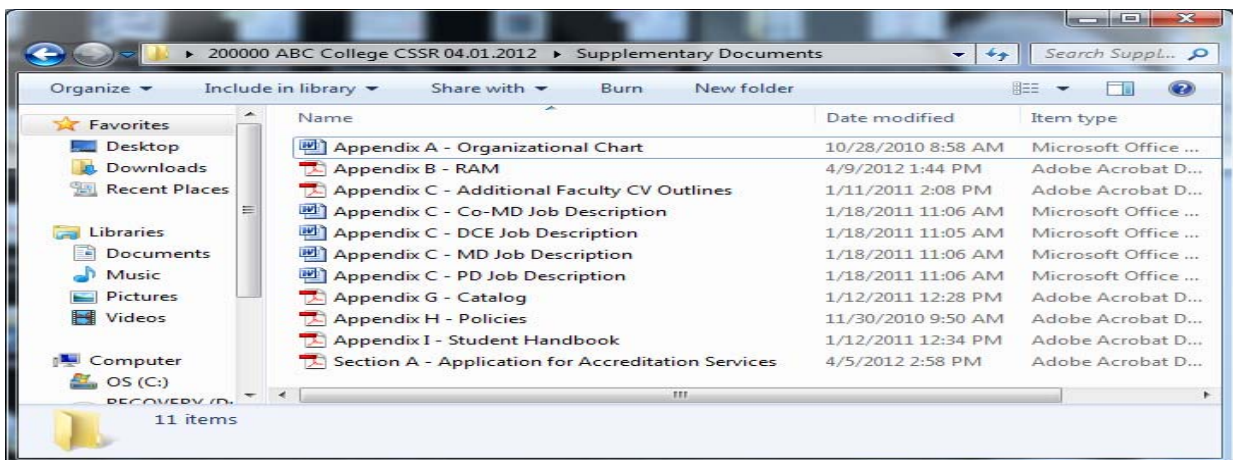 200000 ABC College CSSR 04.01.2012 Supplementary Documents Search Suppl...
Organize Include in library Share with Burn New folder
Favorites
Desktop
Downloads
Recent Places
Libraries
Documents
Music
Pictures
Videos
Computer
OS (C:)
RECOVERY (D:
Name Date modified Item type
Appendix A - Organizational Chart 10/28/2010 8:58 AM Microsoft Office ...
Appendix B - RAM 4/9/2012 1:44 PM Adobe Acrobat D...
Appendix C - Additional Faculty CV Outlines 1/11/2011 2:08 PM Adobe Acrobat D...
Appendix C - Co-MD Job Description 1/18/2011 11:06 AM Microsoft Office ...
Appendix C - DCE Job Description 1/18/2011 11:05 AM Microsoft Office ...
Appendix C - MD Job Description 1/18/2011 11:06 AM Microsoft Office ...
Appendix C - PD Job Description 1/18/2011 11:06 AM Microsoft Office ...
Appendix G - Catalog 1/12/2011 12:28 PM Adobe Acrobat D...
Appendix H - Policies 11/30/2010 9:50 AM Adobe Acrobat D...
Appendix I - Student Handbook 1/12/2011 12:34 PM Adobe Acrobat D...
Section A - Application for Accreditation Services 4/5/2012 2:58 PM Adobe Acrobat D...
11 items